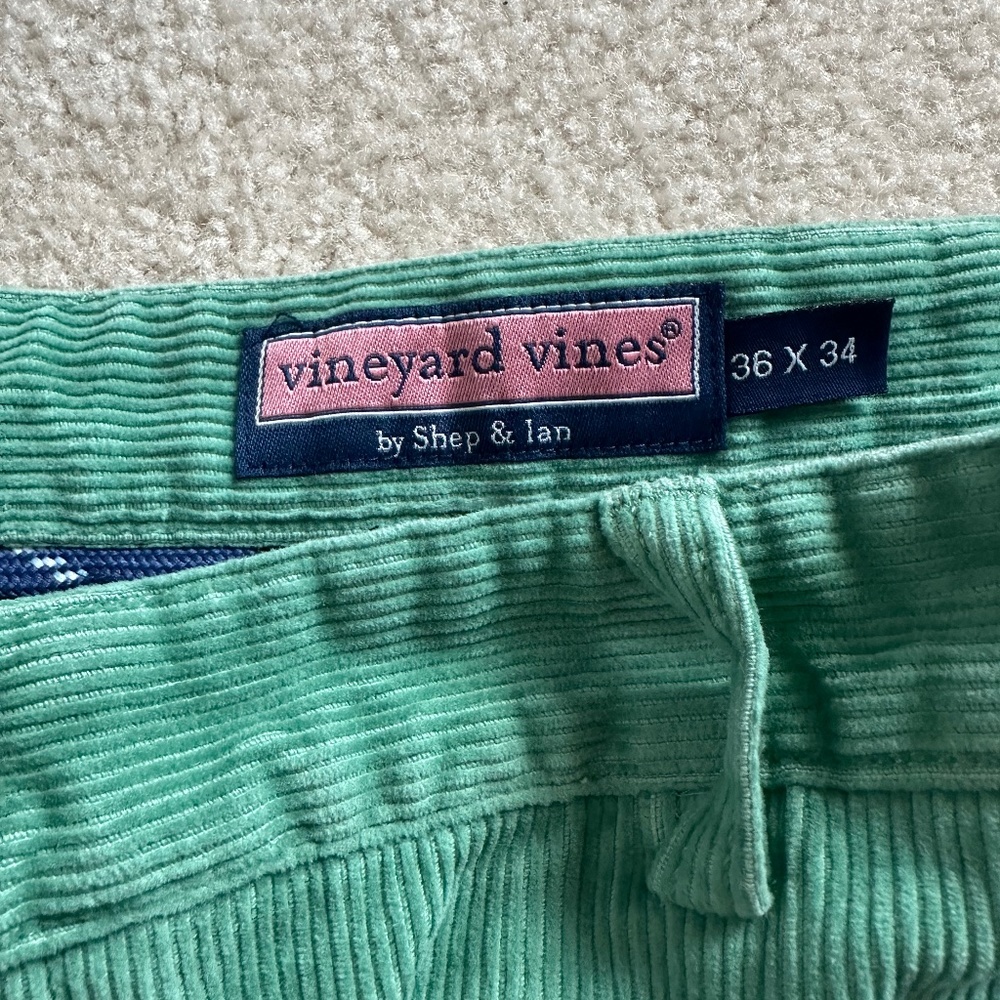 vineyard vines®
by Shep & Ian
36 X 34